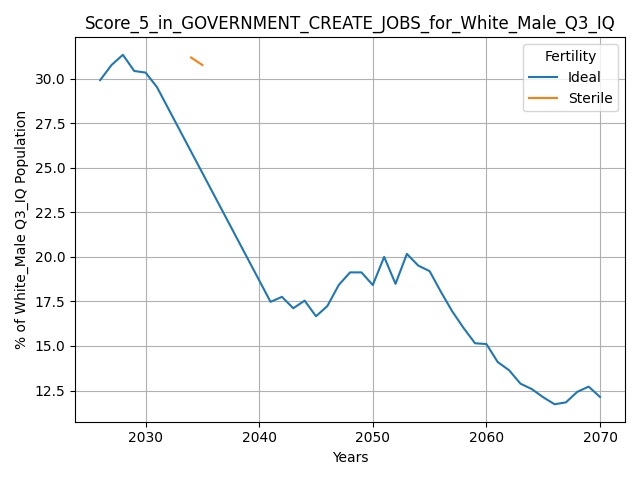 Score_5_in_GOVERNMENT_CREATE_JOBS_for_White_Male_Q3_IQ
Fertility
Ideal
Sterile
% of White_Male Q3_IQ Population
30.0
27.5
25.0
22.5
20.0
17.5
15.0
12.5
2030 2040 2050 2060 2070
Years